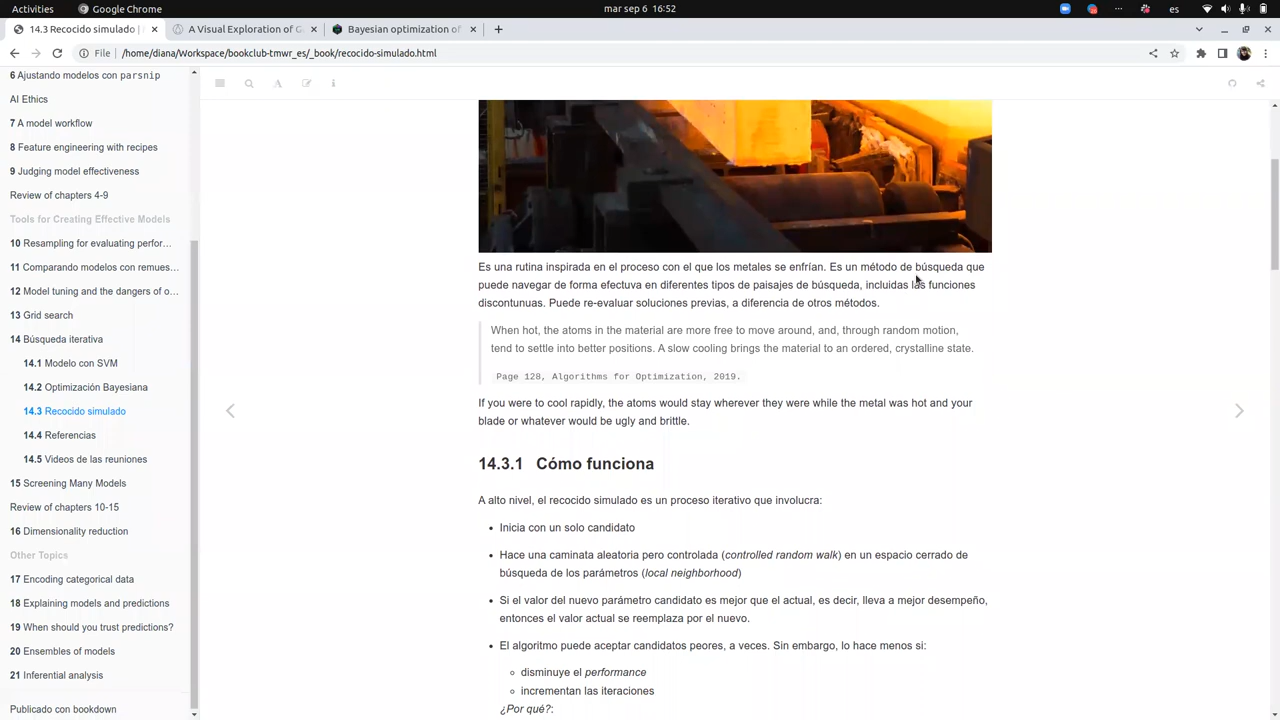 Activities
Google Chrome
mar sep 6 16:52
es
14.3 Recocido simulado |
A Visual Exploration of G
Bayesian optimization of
File
/home/diana/Workspace/bookclub-tmwr_es/_book/recocido-simulado.html
6 Ajustando modelos con parsnip
AI Ethics
7 A model workflow
8 Feature engineering with recipes
9 Judging model effectiveness
Review of chapters 4-9
Tools for Creating Effective Models
10 Resampling for evaluating perfor…
11 Comparando modelos con remues…
12 Model tuning and the dangers of o…
13 Grid search
14 Búsqueda iterativa
14.1 Modelo con SVM
14.2 Optimización Bayesiana
14.3 Recocido simulado
14.4 Referencias
14.5 Videos de las reuniones
15 Screening Many Models
Review of chapters 10-15
16 Dimensionality reduction
Other Topics
17 Encoding categorical data
18 Explaining models and predictions
19 When should you trust predictions?
20 Ensembles of models
21 Inferential analysis
Publicado con bookdown
Es una rutina inspirada en el proceso con el que los metales se enfrían. Es un método de búsqueda que
puede navegar de forma efectuva en diferentes tipos de paisajes de búsqueda, incluidas las funciones
discontunuas. Puede re-evaluar soluciones previas, a diferencia de otros métodos.
When hot, the atoms in the material are more free to move around, and, through random motion,
tend to settle into better positions. A slow cooling brings the material to an ordered, crystalline state.
Page 128, Algorithms for Optimization, 2019.
If you were to cool rapidly, the atoms would stay wherever they were while the metal was hot and your
blade or whatever would be ugly and brittle.
14.3.1 Cómo funciona
A alto nivel, el recocido simulado es un proceso iterativo que involucra:
• Inicia con un solo candidato
• Hace una caminata aleatoria pero controlada (controlled random walk) en un espacio cerrado de
búsqueda de los parámetros (local neighborhood)
• Si el valor del nuevo parámetro candidato es mejor que el actual, es decir, lleva a mejor desempeño,
entonces el valor actual se reemplaza por el nuevo.
• El algoritmo puede aceptar candidatos peores, a veces. Sin embargo, lo hace menos si:
◦ disminuye el performance
◦ incrementan las iteraciones
¿Por qué?: